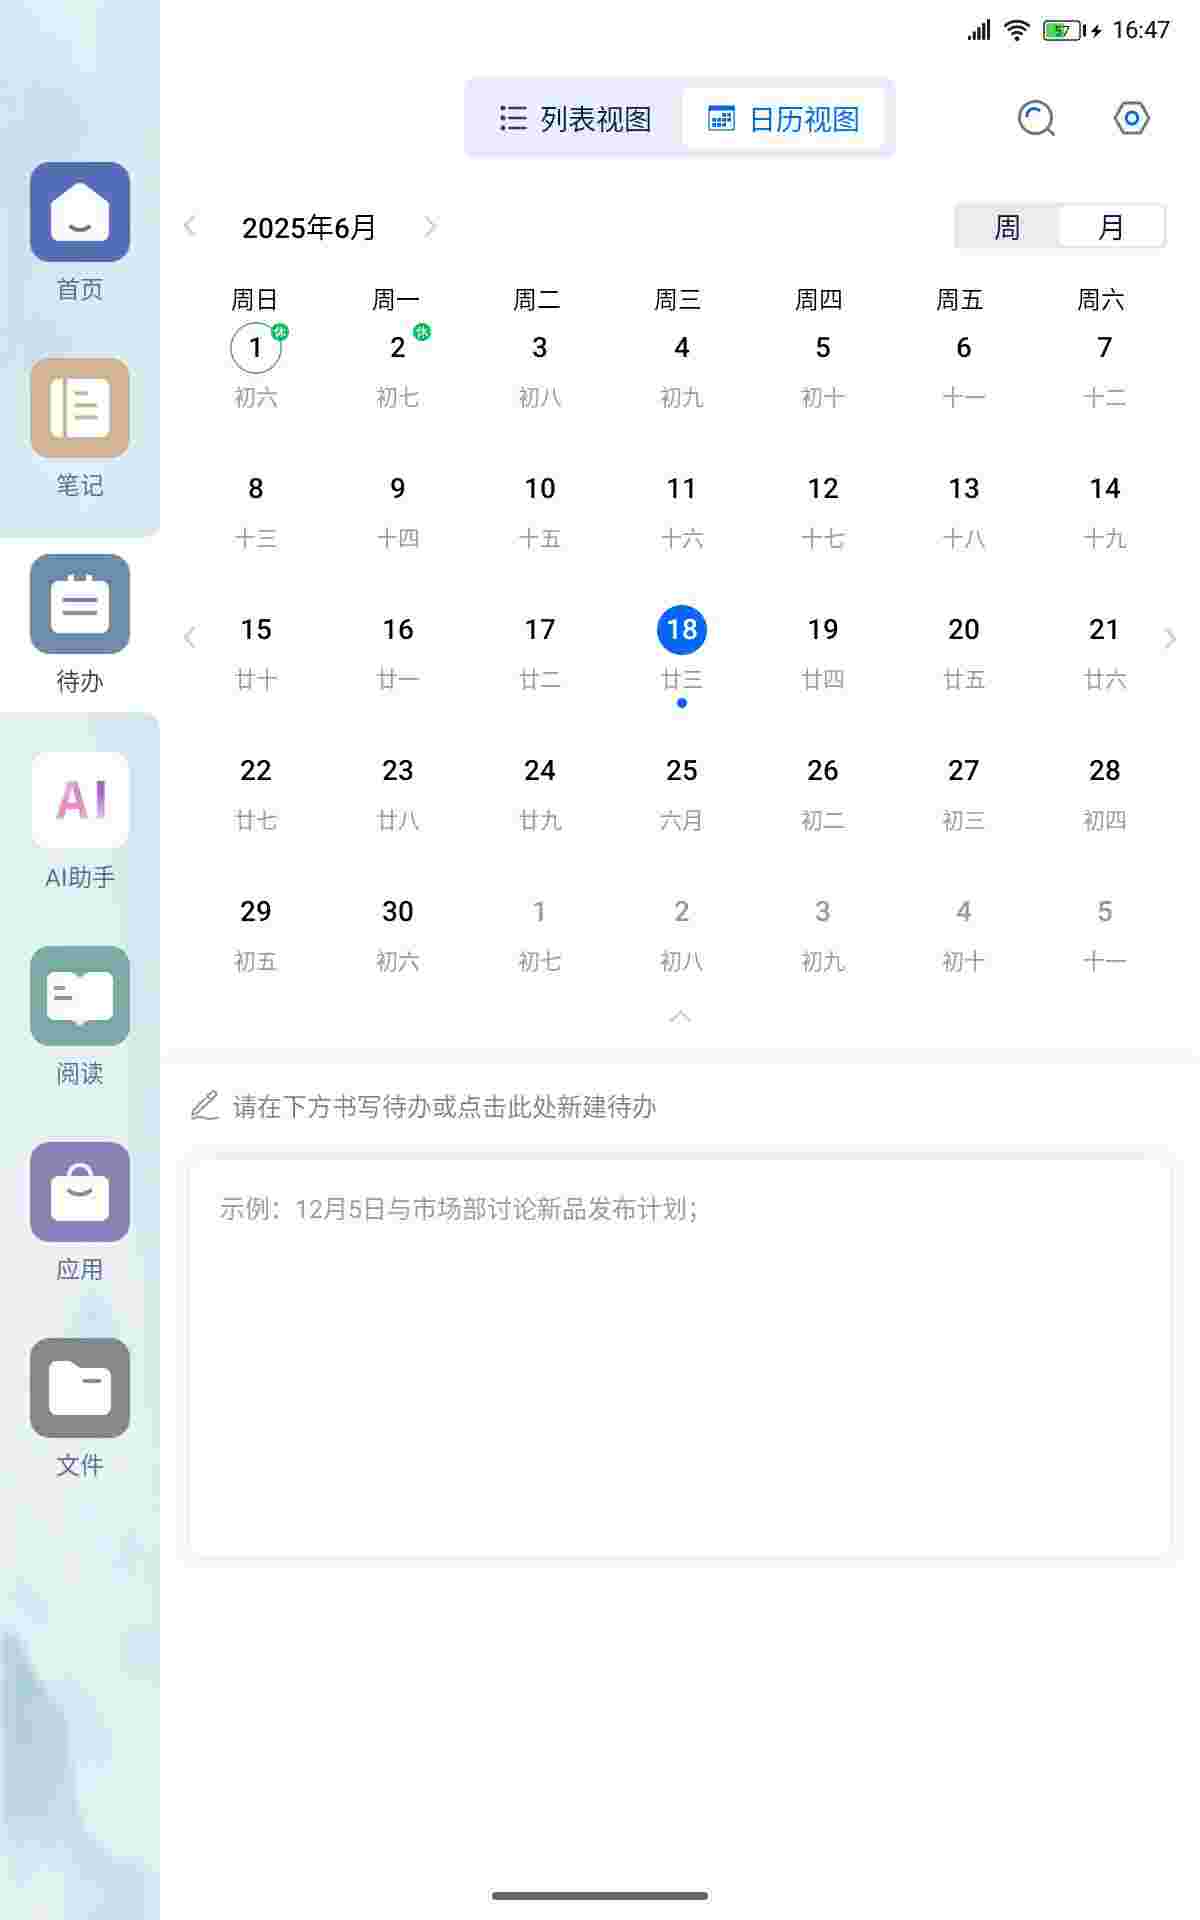 57 16:47
列表视图 日历视图
首页
笔记
待办
AI
AI助手
阅读
应用
文件
2025年6月 周 月
周日 周一 周二 周三 周四 周五 周六
1 休 2 休 3 4 5 6 7
初六 初七 初八 初九 初十 十一 十二
8 9 10 11 12 13 14
十三 十四 十五 十六 十七 十八 十九
15 16 17 18 19 20 21
廿十 廿一 廿二 廿三 廿四 廿五 廿六
22 23 24 25 26 27 28
廿七 廿八 廿九 六月 初二 初三 初四
29 30 1 2 3 4 5
初五 初六 初七 初八 初九 初十 十一
请在下方书写待办或点击此处新建待办
示例：12月5日与市场部讨论新品发布计划；